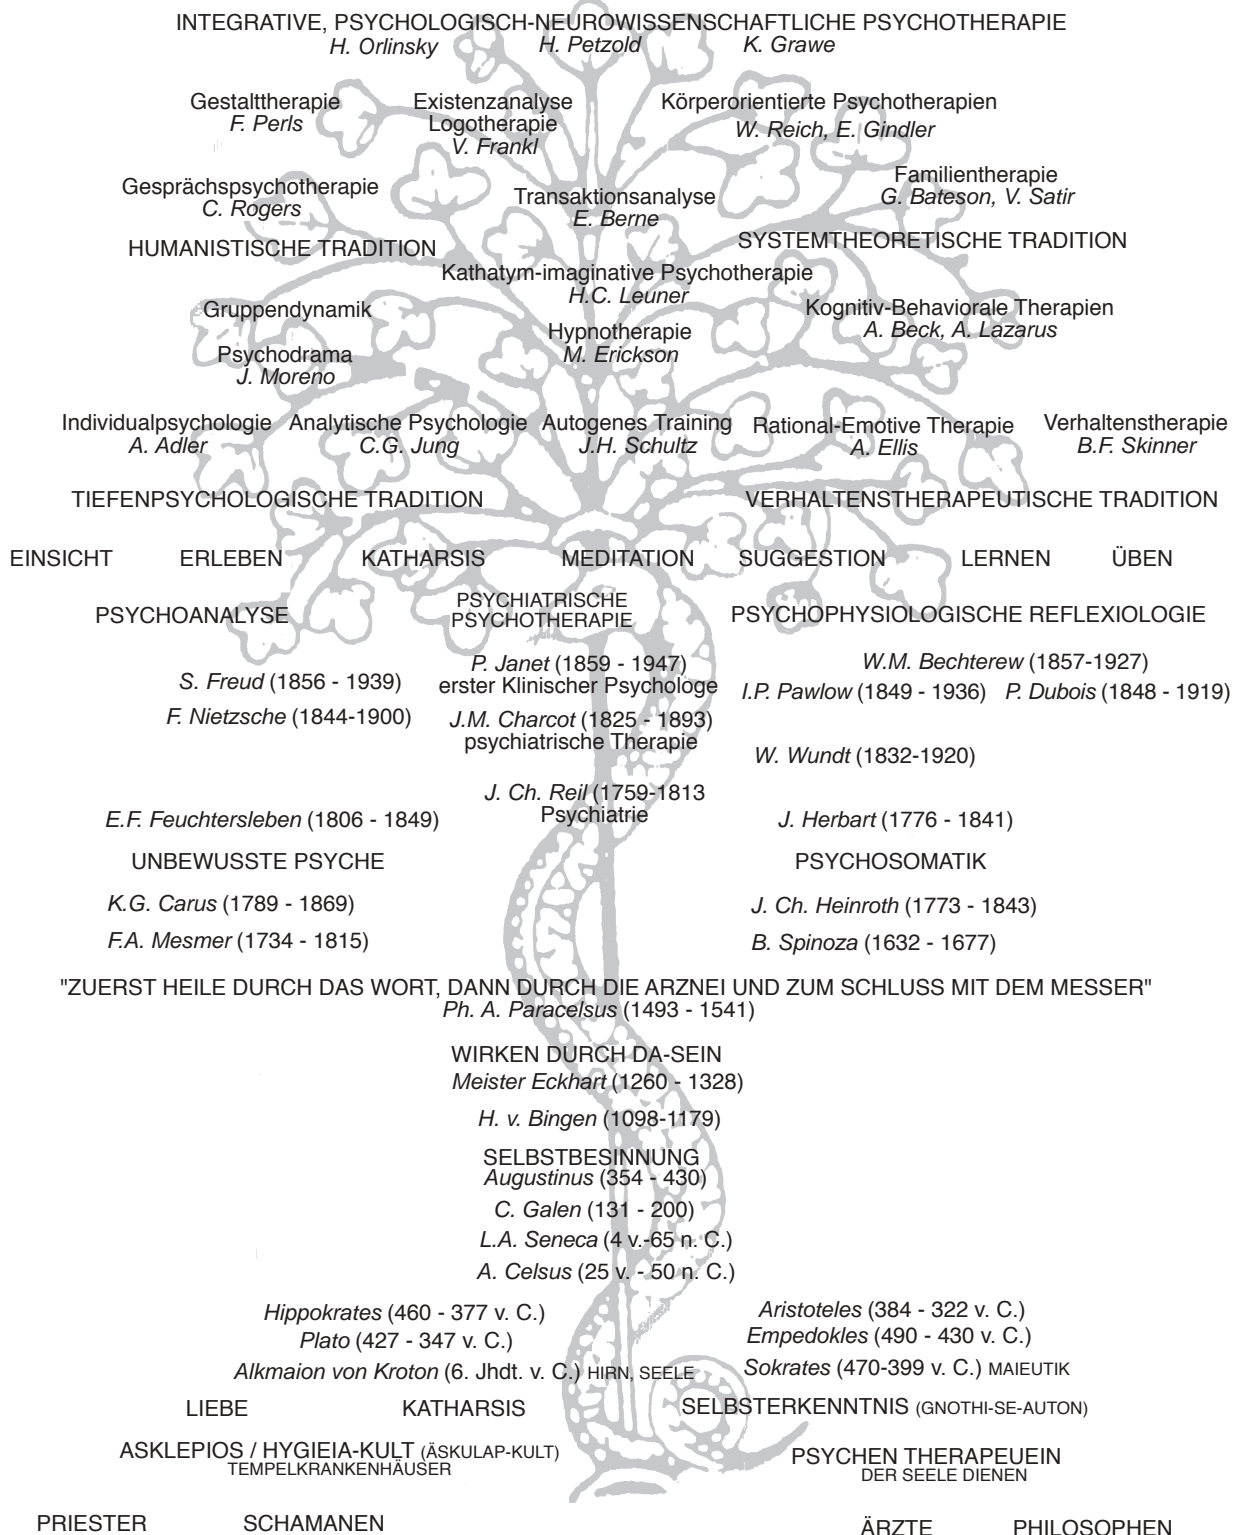 INTEGRATIVE, PSYCHOLOGISCH-NEUROWISSENSCHAFTLICHE PSYCHOTHERAPIE
H. Orlinsky H. Petzold K. Grawe
Gestalttherapie Existenzanalyse Körperorientierte Psychotherapien
F. Perls Logotherapie W. Reich, E. Gindler
V. Frankl
Familientherapie
Gesprächspsychotherapie Transaktionsanalyse G. Bateson, V. Satir
C. Rogers E. Berne
HUMANISTISCHE TRADITION SYSTEMTHEORETISCHE TRADITION
Kathatym-imaginative Psychotherapie
H.C. Leuner
Gruppendynamik Kognitiv-Behaviorale Therapien
Hypnotherapie A. Beck, A. Lazarus
Psychodrama M. Erickson
J. Moreno
Individualpsychologie Analytische Psychologie Autogenes Training Rational-Emotive Therapie Verhaltenstherapie
A. Adler C.G. Jung J.H. Schultz A. Ellis B.F. Skinner
TIEFENPSYCHOLOGISCHE TRADITION VERHALTENSTHERAPEUTISCHE TRADITION
EINSICHT ERLEBEN KATHARSIS MEDITATION SUGGESTION LERNEN ÜBEN
PSYCHOANALYSE PSYCHIATRISCHE PSYCHOPHYSIOLOGISCHE REFLEXIOLOGIE
PSYCHOTHERAPIE
P. Janet (1859 - 1947) W.M. Bechterew (1857-1927)
S. Freud (1856 - 1939) erster Klinischer Psychologe I.P. Pawlow (1849 - 1936) P. Dubois (1848 - 1919)
F. Nietzsche (1844-1900) J.M. Charcot (1825 - 1893)
psychiatrische Therapie
W. Wundt (1832-1920)
J. Ch. Reil (1759-1813
Psychiatrie
E.F. Feuchtersleben (1806 - 1849) J. Herbart (1776 - 1841)
UNBEWUSSTE PSYCHE PSYCHOSOMATIK
K.G. Carus (1789 - 1869) J. Ch. Heinroth (1773 - 1843)
F.A. Mesmer (1734 - 1815) B. Spinoza (1632 - 1677)
"ZUERST HEILE DURCH DAS WORT, DANN DURCH DIE ARZNEI UND ZUM SCHLUSS MIT DEM MESSER"
Ph. A. Paracelsus (1493 - 1541)
WIRKEN DURCH DA-SEIN
Meister Eckhart (1260 - 1328)
H. v. Bingen (1098-1179)
SELBSTBESINNUNG
Augustinus (354 - 430)
C. Galen (131 - 200)
L.A. Seneca (4 v.-65 n. C.)
A. Celsus (25 v. - 50 n. C.)
Hippokrates (460 - 377 v. C.) Aristoteles (384 - 322 v. C.)
Plato (427 - 347 v. C.) Empedokles (490 - 430 v. C.)
Alkmaion von Kroton (6. Jhdt. v. C.) HIRN, SEELE Sokrates (470-399 v. C.) MAIEUTIK
LIEBE KATHARSIS SELBSTERKENNTNIS (GNOTHI-SE-AUTON)
ASKLEPIOS / HYGIEIA-KULT (ÄSKULAP-KULT) PSYCHEN THERAPEUEIN
TEMPELKRANKENHÄUSER DER SEELE DIENEN
PRIESTER SCHAMANEN ÄRZTE PHILOSOPHEN